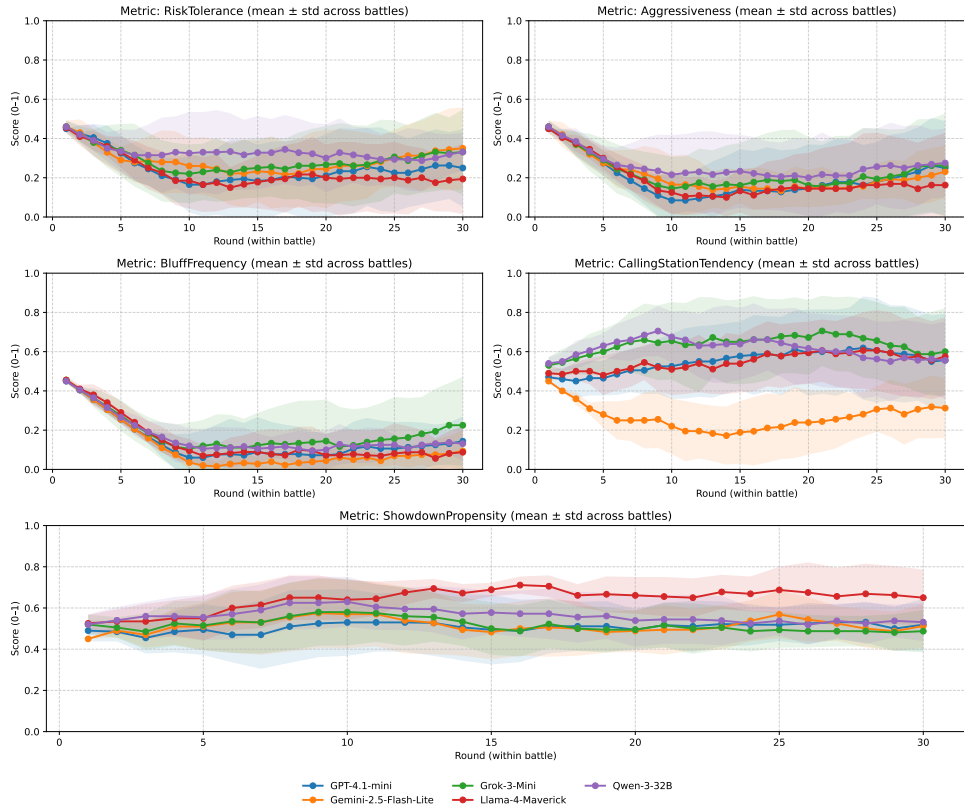 Metric: RiskTolerance (mean ± std across battles)
Score (0–1)
1.0
0.8
0.6
0.4
0.2
0.0
0 5 10 15 20 25 30
Round (within battle)
Metric: Aggressiveness (mean ± std across battles)
Score (0–1)
1.0
0.8
0.6
0.4
0.2
0.0
0 5 10 15 20 25 30
Round (within battle)
Metric: BluffFrequency (mean ± std across battles)
Score (0–1)
1.0
0.8
0.6
0.4
0.2
0.0
0 5 10 15 20 25 30
Round (within battle)
Metric: CallingStationTendency (mean ± std across battles)
Score (0–1)
1.0
0.8
0.6
0.4
0.2
0.0
0 5 10 15 20 25 30
Round (within battle)
Metric: ShowdownPropensity (mean ± std across battles)
Score (0–1)
1.0
0.8
0.6
0.4
0.2
0.0
0 5 10 15 20 25 30
Round (within battle)
GPT-4.1-mini Grok-3-Mini Qwen-3-32B
Gemini-2.5-Flash-Lite Llama-4-Maverick